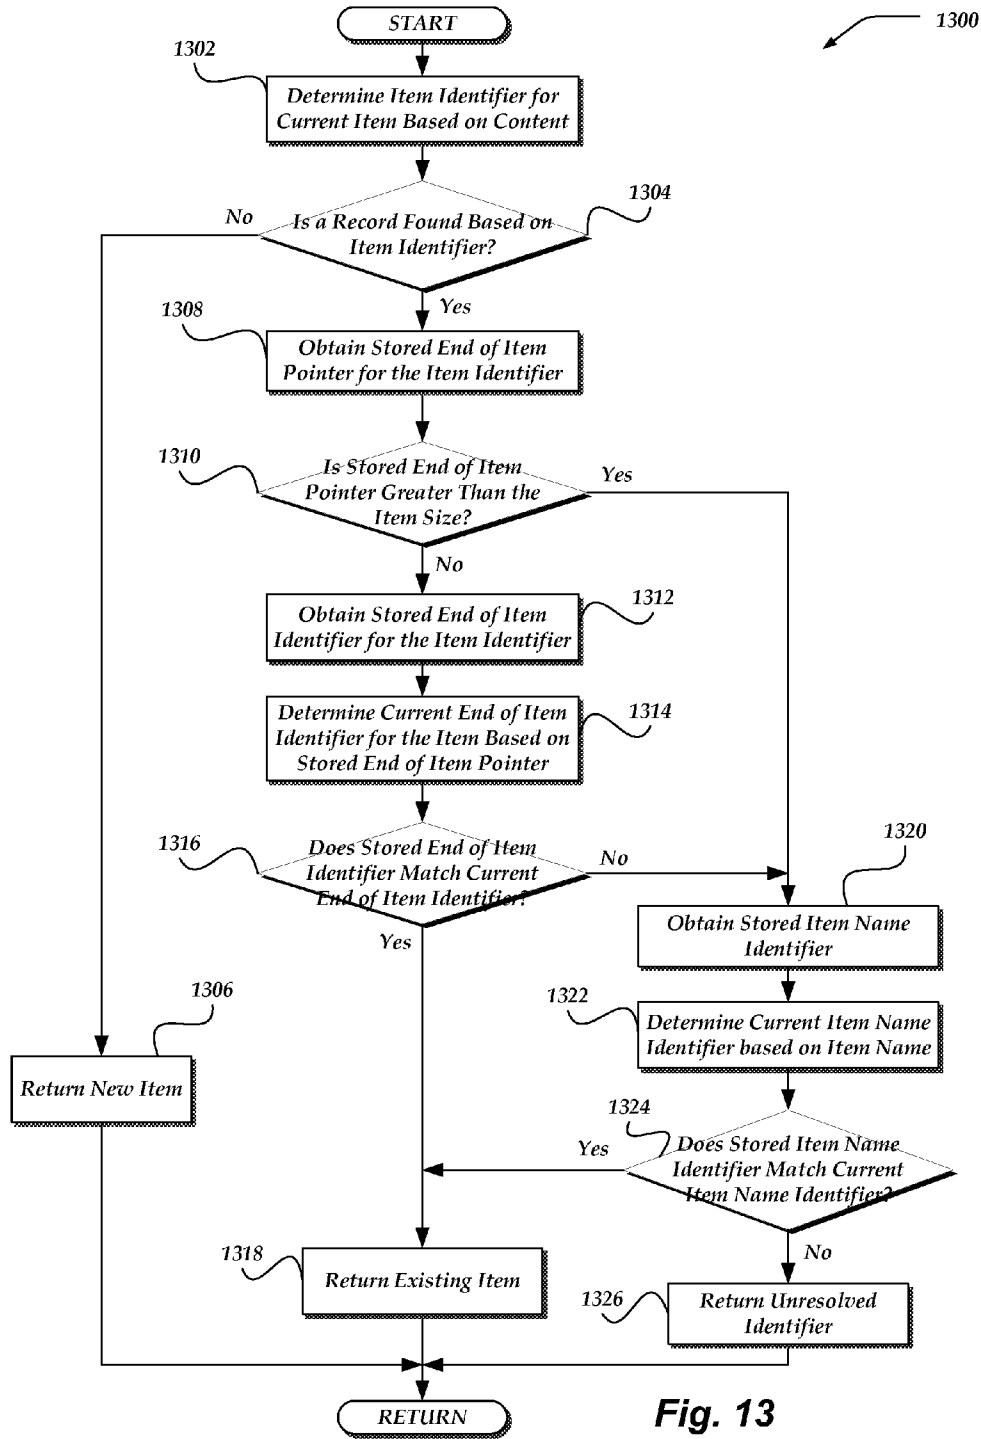 START
1300
1302
Determine Item Identifier for
Current Item Based on Content
1304
No
Is a Record Found Based on
Item Identifier?
Yes
1308
Obtain Stored End of Item
Pointer for the Item Identifier
1310
Is Stored End of Item
Pointer Greater Than the
Item Size?
Yes
No
1312
Obtain Stored End of Item
Identifier for the Item Identifier
1314
Determine Current End of Item
Identifier for the Item Based on
Stored End of Item Pointer
1316
Does Stored End of Item
Identifier Match Current
End of Item Identifier?
No
Yes
1320
Obtain Stored Item Name
Identifier
1322
Determine Current Item Name
Identifier based on Item Name
1306
Return New Item
1324
Does Stored Item Name
Identifier Match Current
Item Name Identifier?
Yes
No
1318
Return Existing Item
1326
Return Unresolved
Identifier
RETURN
Fig. 13